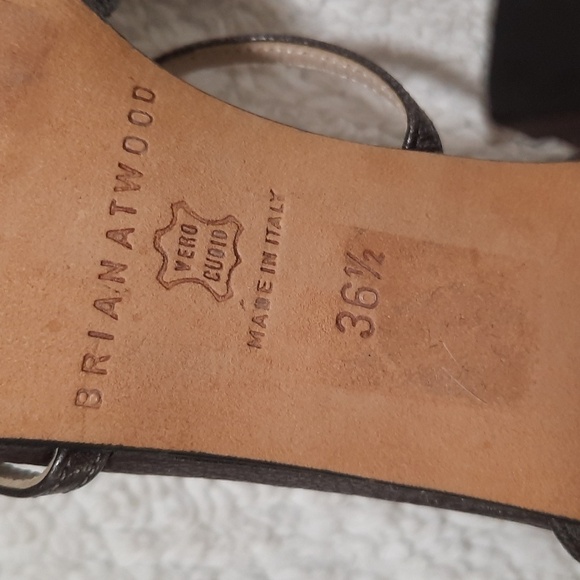 BRIAN ATWOOD
VERO
CUOIO
MADE IN ITALY
36½